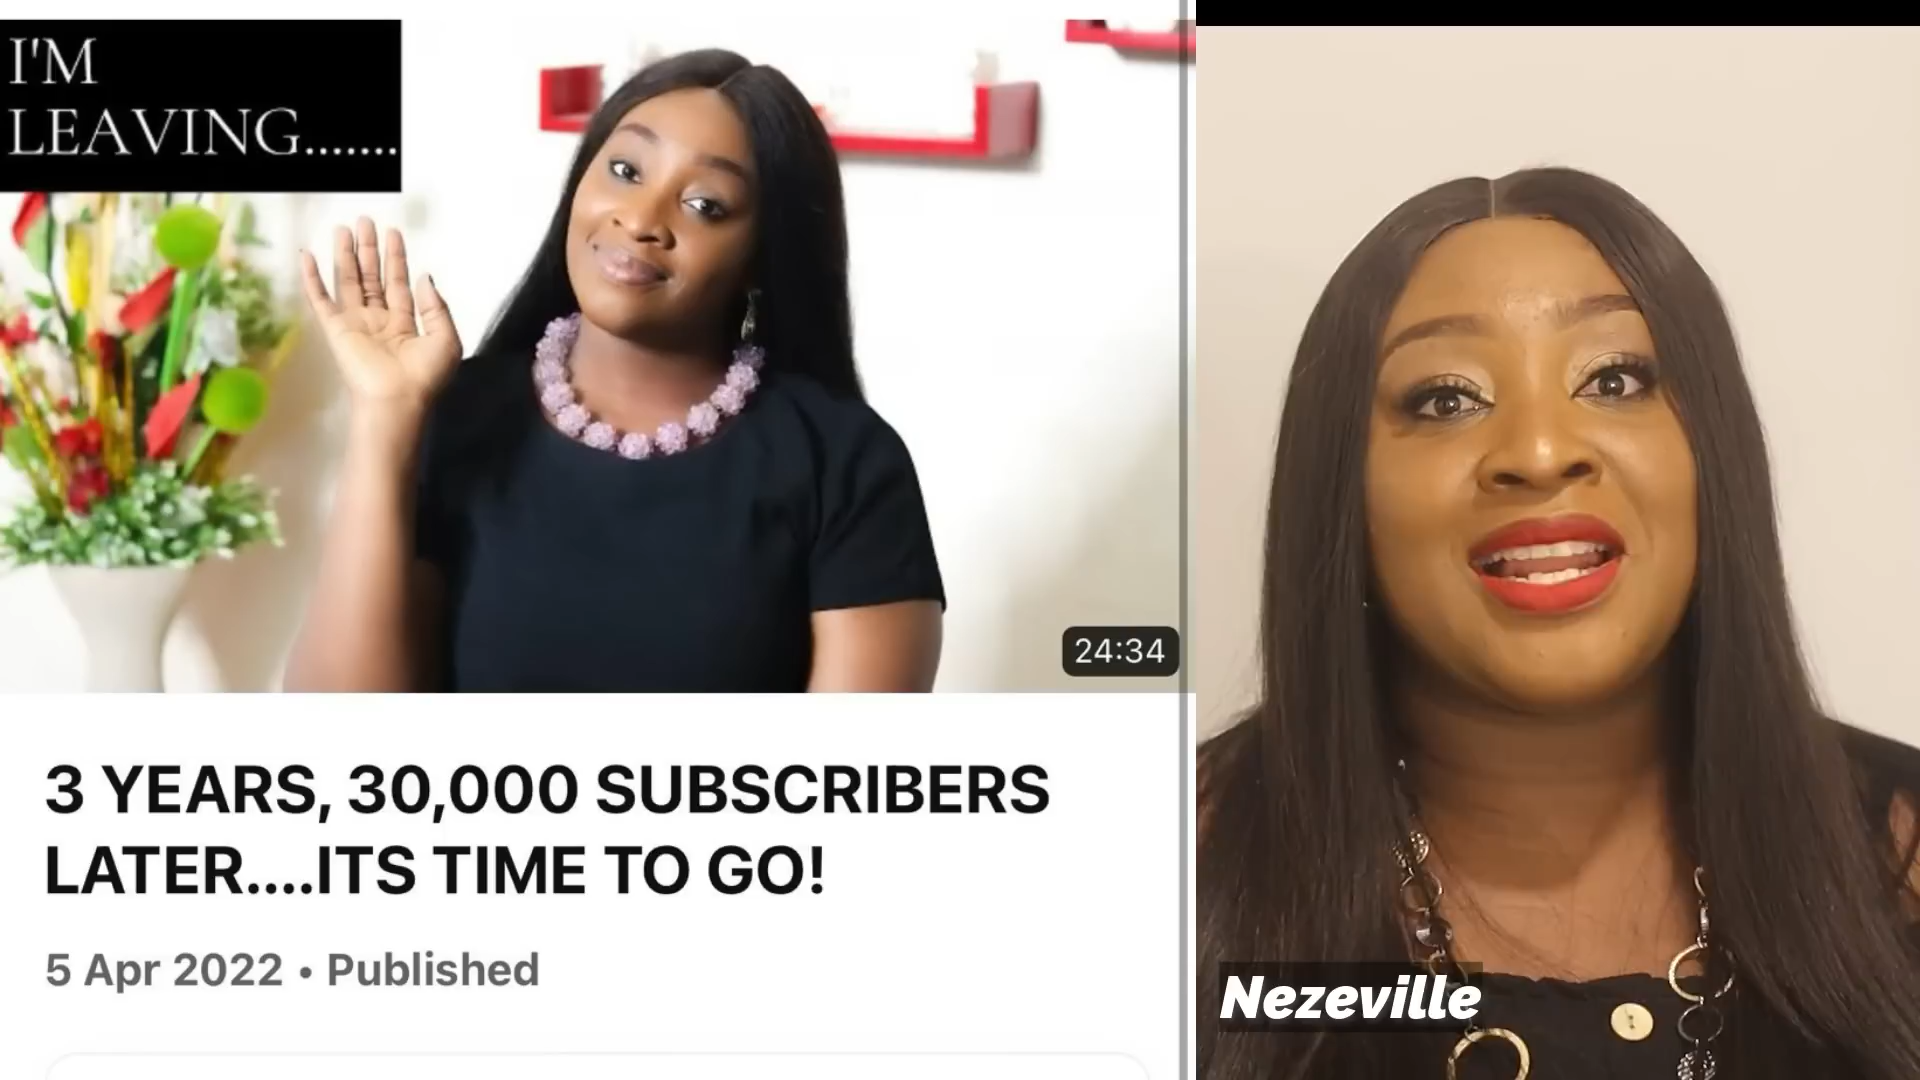 I'M
LEAVING.......
24:34
3 YEARS, 30,000 SUBSCRIBERS
LATER....ITS TIME TO GO!
5 Apr 2022 • Published
Nezeville